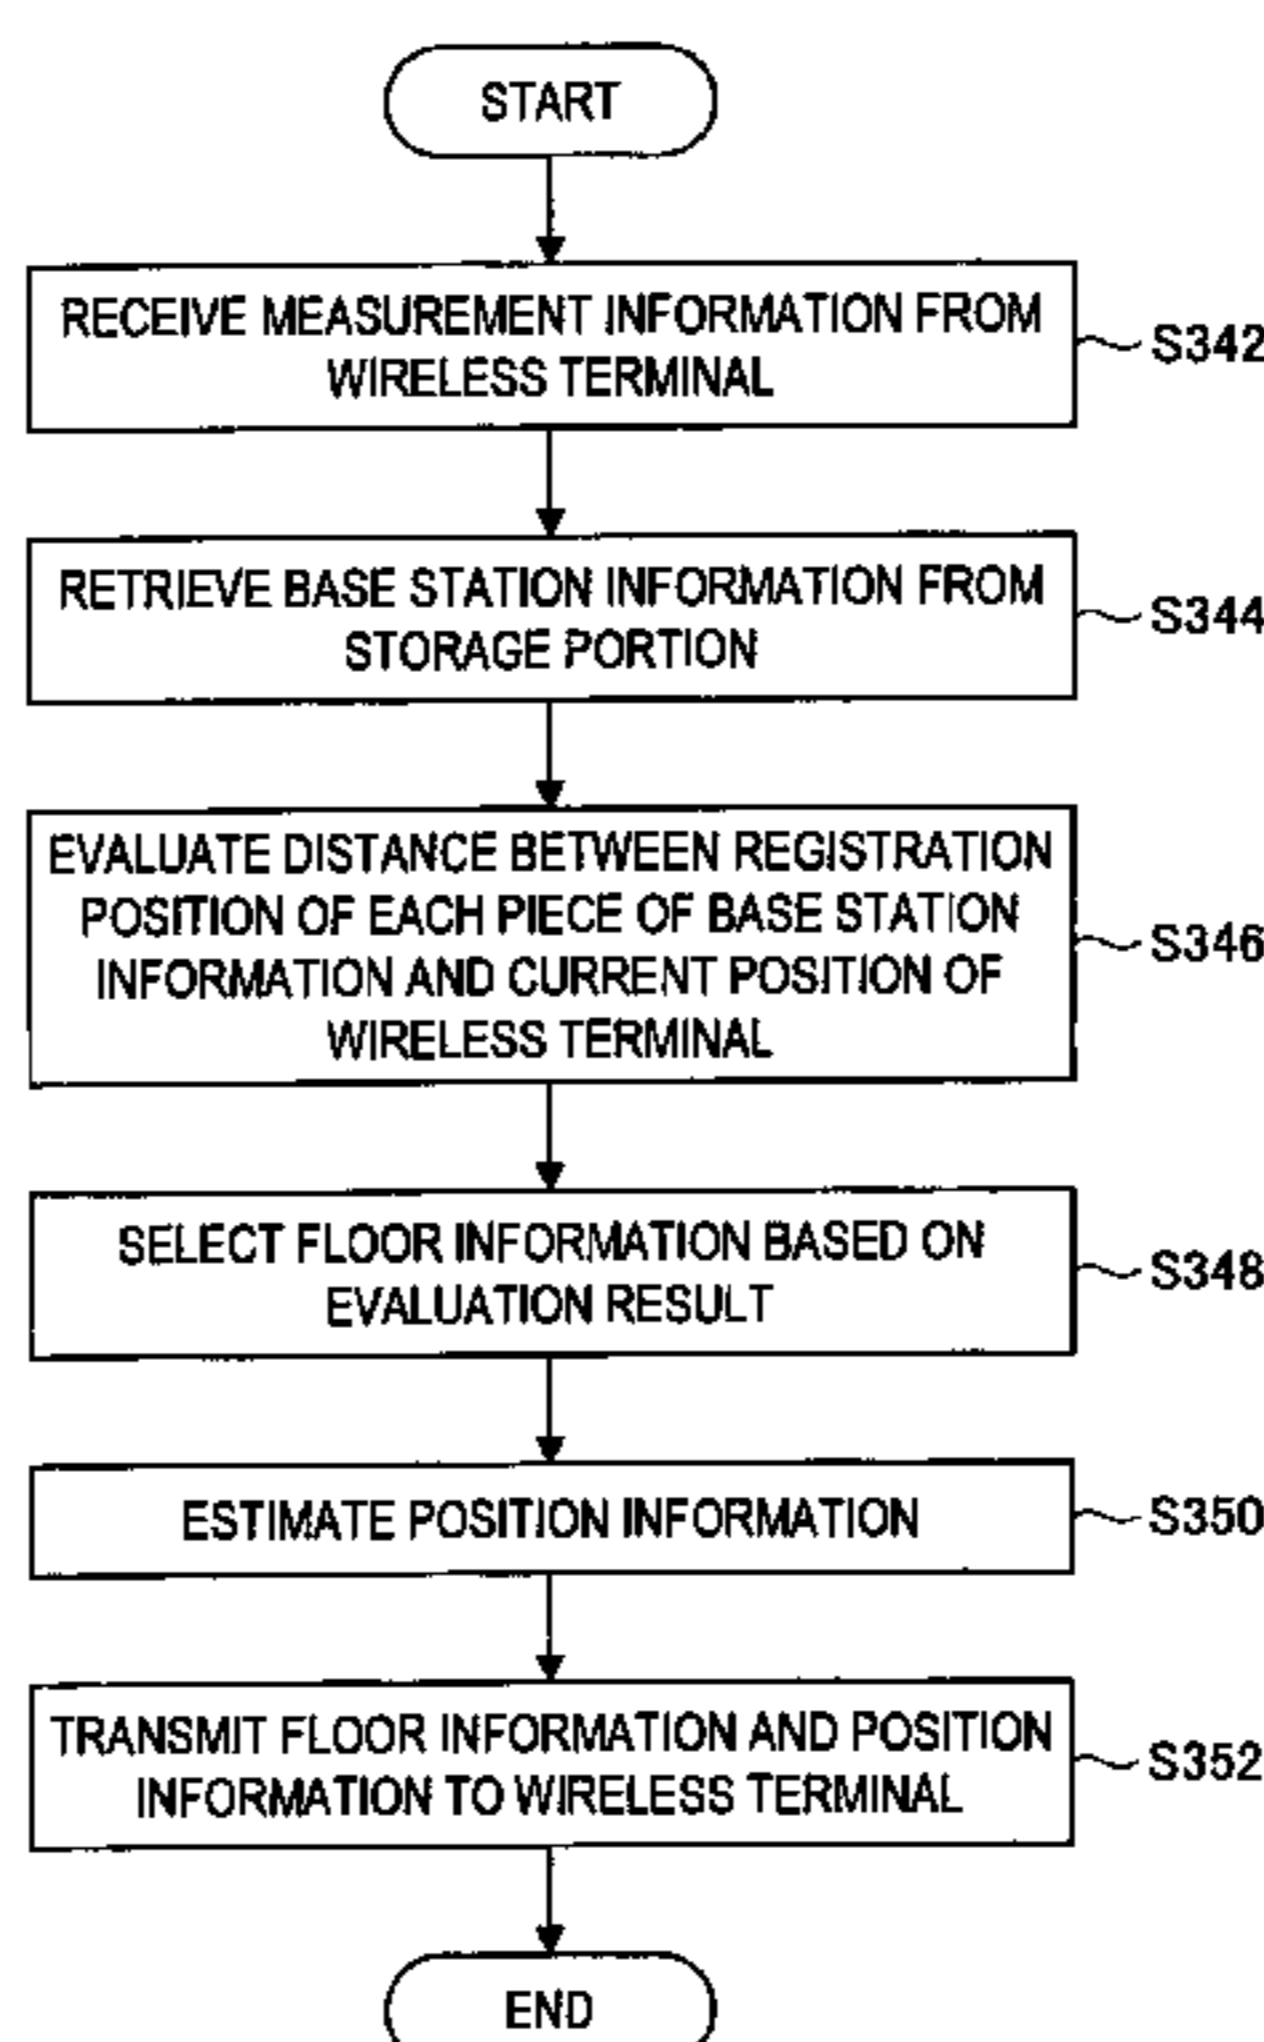 START
RECEIVE MEASUREMENT INFORMATION FROM
WIRELESS TERMINAL
S342
RETRIEVE BASE STATION INFORMATION FROM
STORAGE PORTION
S344
EVALUATE DISTANCE BETWEEN REGISTRATION
POSITION OF EACH PIECE OF BASE STATION
INFORMATION AND CURRENT POSITION OF
WIRELESS TERMINAL
S346
SELECT FLOOR INFORMATION BASED ON
EVALUATION RESULT
S348
ESTIMATE POSITION INFORMATION
S350
TRANSMIT FLOOR INFORMATION AND POSITION
INFORMATION TO WIRELESS TERMINAL
S352
END